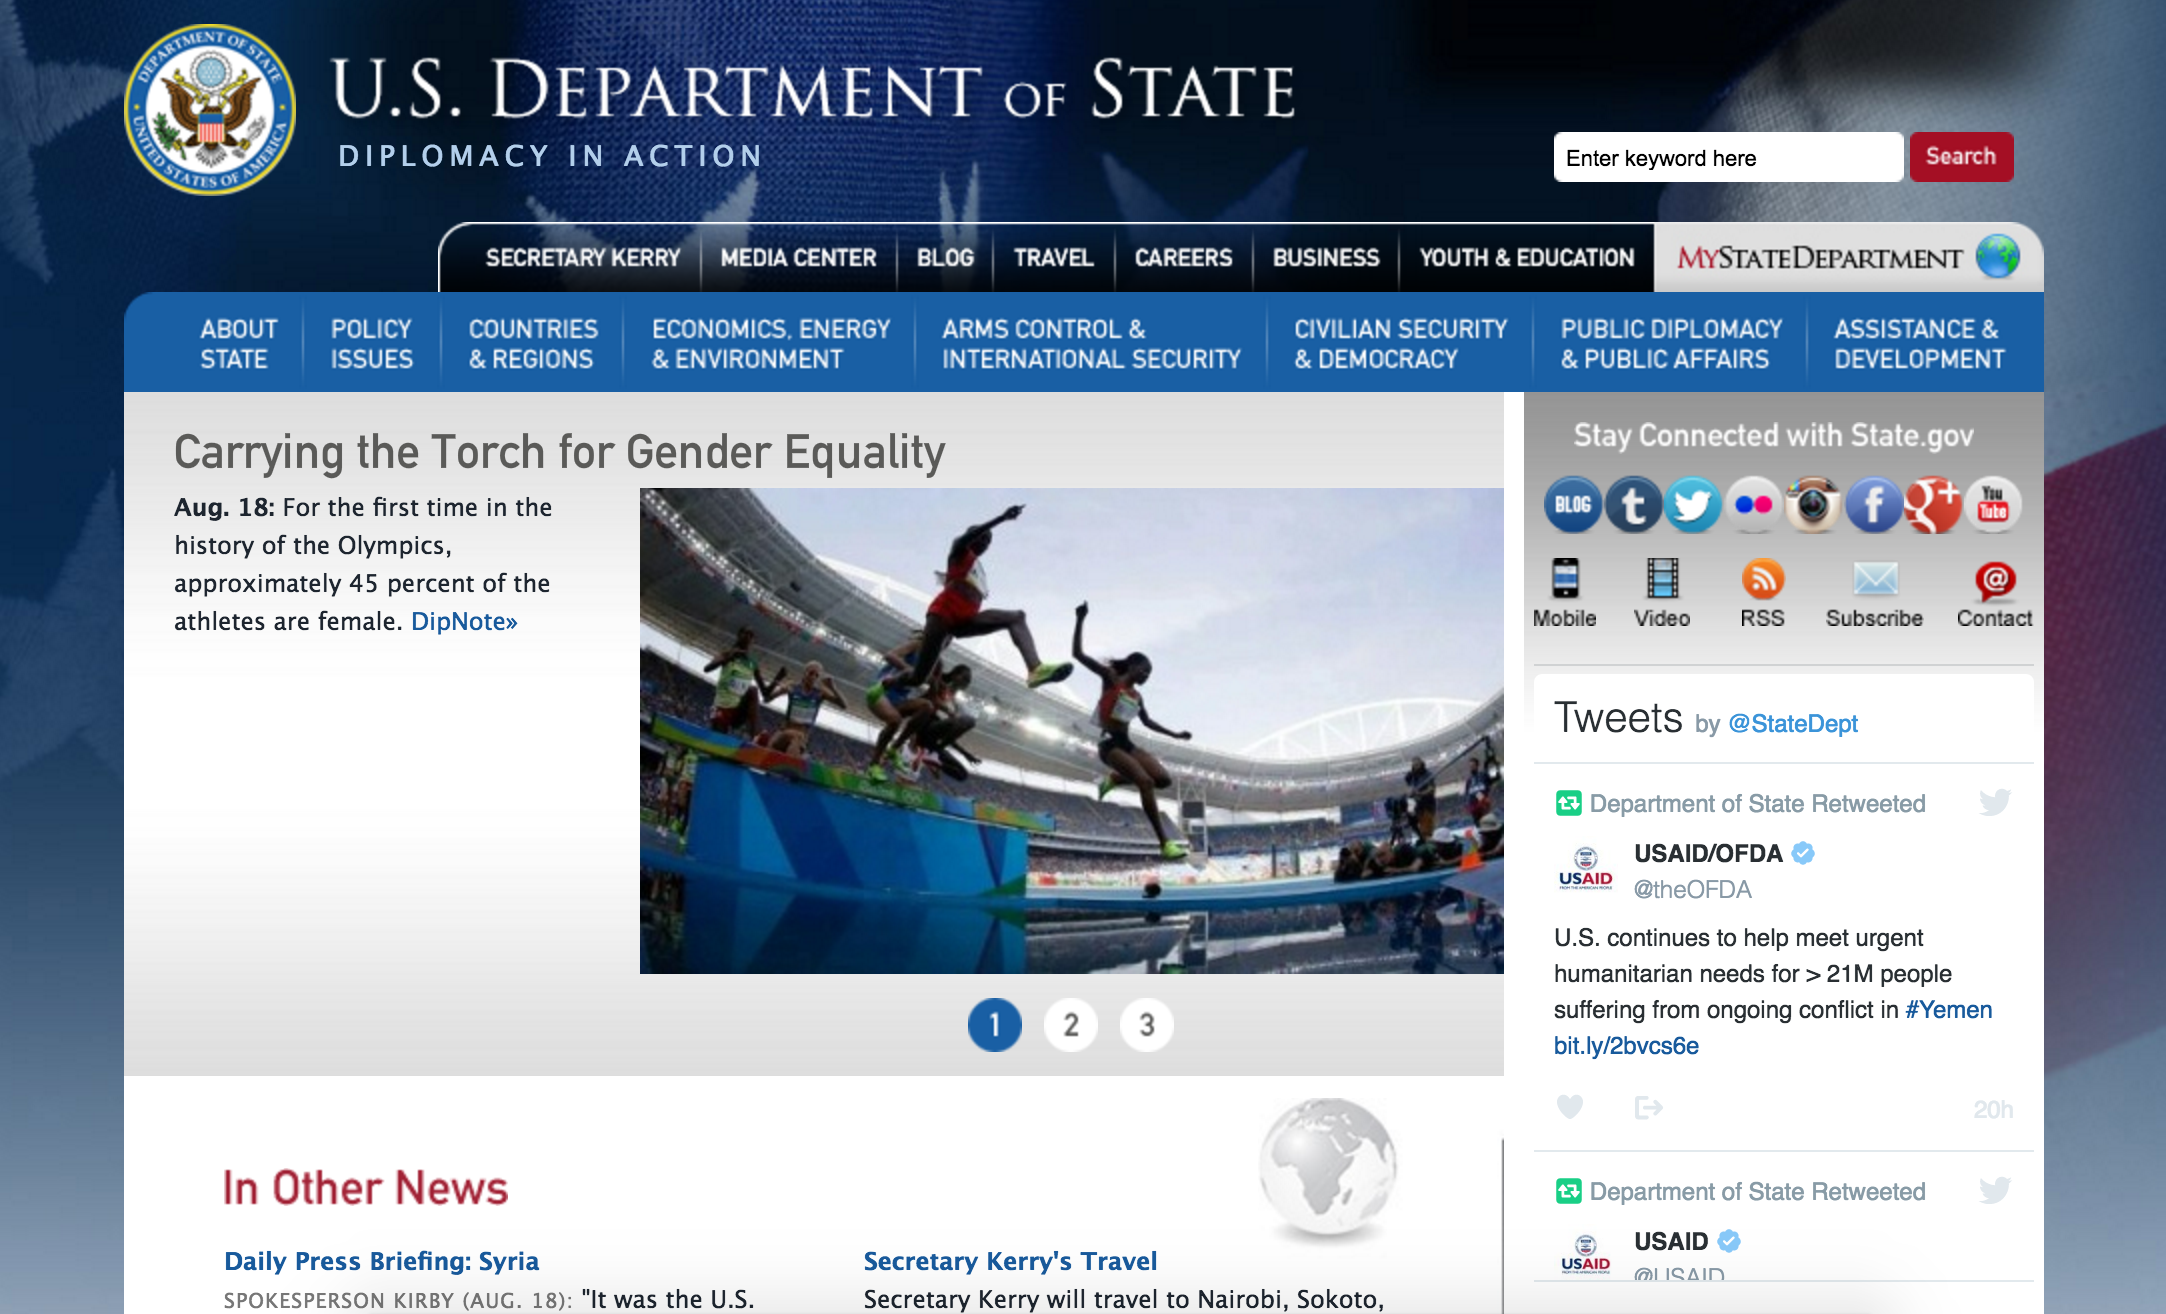 DEPARTMENT OF STATE
UNITED STATES OF AMERICA
U.S. DEPARTMENT OF STATE
DIPLOMACY IN ACTION
Enter keyword here
Search
SECRETARY KERRY
MEDIA CENTER
BLOG
TRAVEL
CAREERS
BUSINESS
YOUTH & EDUCATION
MYSTATEDEPARTMENT
ABOUT
STATE
POLICY
ISSUES
COUNTRIES
& REGIONS
ECONOMICS, ENERGY
& ENVIRONMENT
ARMS CONTROL &
INTERNATIONAL SECURITY
CIVILIAN SECURITY
& DEMOCRACY
PUBLIC DIPLOMACY
& PUBLIC AFFAIRS
ASSISTANCE &
DEVELOPMENT
Carrying the Torch for Gender Equality
Aug. 18: For the first time in the
history of the Olympics,
approximately 45 percent of the
athletes are female. DipNote»
1
2
3
In Other News
Daily Press Briefing: Syria
SPOKESPERSON KIRBY (AUG. 18): "It was the U.S.
Secretary Kerry's Travel
Secretary Kerry will travel to Nairobi, Sokoto,
Stay Connected with State.gov
BLOG
t
f
g+
You
Tube
Mobile
Video
RSS
Subscribe
Contact
Tweets by @StateDept
Department of State Retweeted
USAID
USAID/OFDA
@theOFDA
U.S. continues to help meet urgent
humanitarian needs for > 21M people
suffering from ongoing conflict in #Yemen
bit.ly/2bvcs6e
20h
Department of State Retweeted
USAID
USAID
@USAID